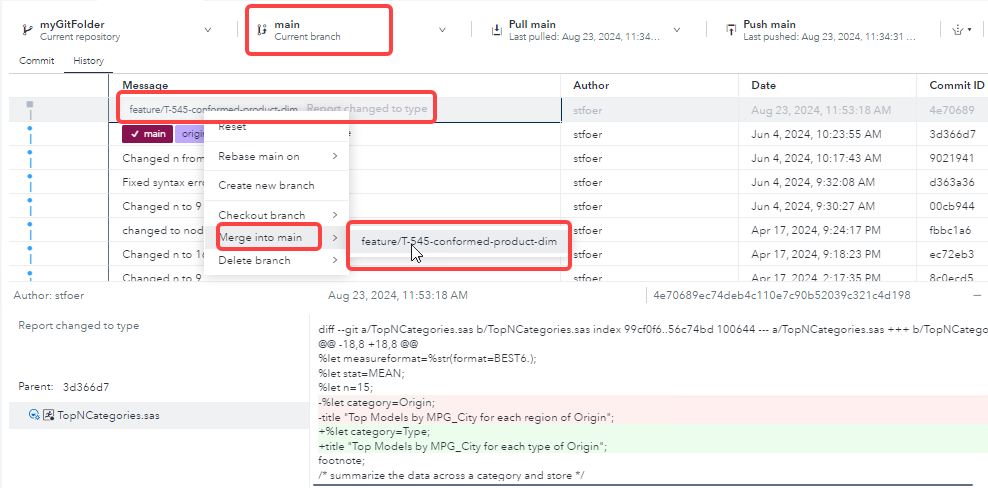 myGitFolder
Current repository
main
Current branch
Pull main
Last pulled: Aug 23, 2024, 11:34...
Push main
Last pushed: Aug 23, 2024, 11:34:31 ...
Commit
History
Message
Author
Date
Commit ID
feature/T-545-conformed-product-dim Report changed to type
stfoer
Aug 23, 2024, 11:53:18 AM
4e70689
main
origin
stfoer
Jun 4, 2024, 10:23:55 AM
3d366d7
Changed n from
stfoer
Jun 4, 2024, 10:17:43 AM
9021941
Fixed syntax erro
stfoer
Jun 4, 2024, 9:32:08 AM
d363a36
Changed n to 9
stfoer
Jun 4, 2024, 9:30:27 AM
00cb944
changed to nod
stfoer
Apr 17, 2024, 9:24:17 PM
fbbc1a6
Changed n to 16
stfoer
Apr 17, 2024, 9:18:23 PM
ec72eb3
Changed n to 9
stfoer
Apr 17, 2024, 2:17:35 PM
8c0ecd5
Reset
Rebase main on
Create new branch
Checkout branch
Merge into main
Delete branch
feature/T-545-conformed-product-dim
Author: stfoer
Aug 23, 2024, 11:53:18 AM
4e70689ec74deb4c110e7c90b52039c321c4d198
Report changed to type
Parent: 3d366d7
TopNCategories.sas
diff --git a/TopNCategories.sas b/TopNCategories.sas index 99cf0f6..56c74bd 100644 --- a/TopNCategories.sas +++ b/TopNCatego
@@ -18,8 +18,8 @@
%let measureformat=%str(format=BEST6.);
%let stat=MEAN;
%let n=15;
-%let category=Origin;
-title "Top Models by MPG_City for each region of Origin";
+%let category=Type;
+title "Top Models by MPG_City for each type of Origin";
footnote;
/* summarize the data across a category and store */